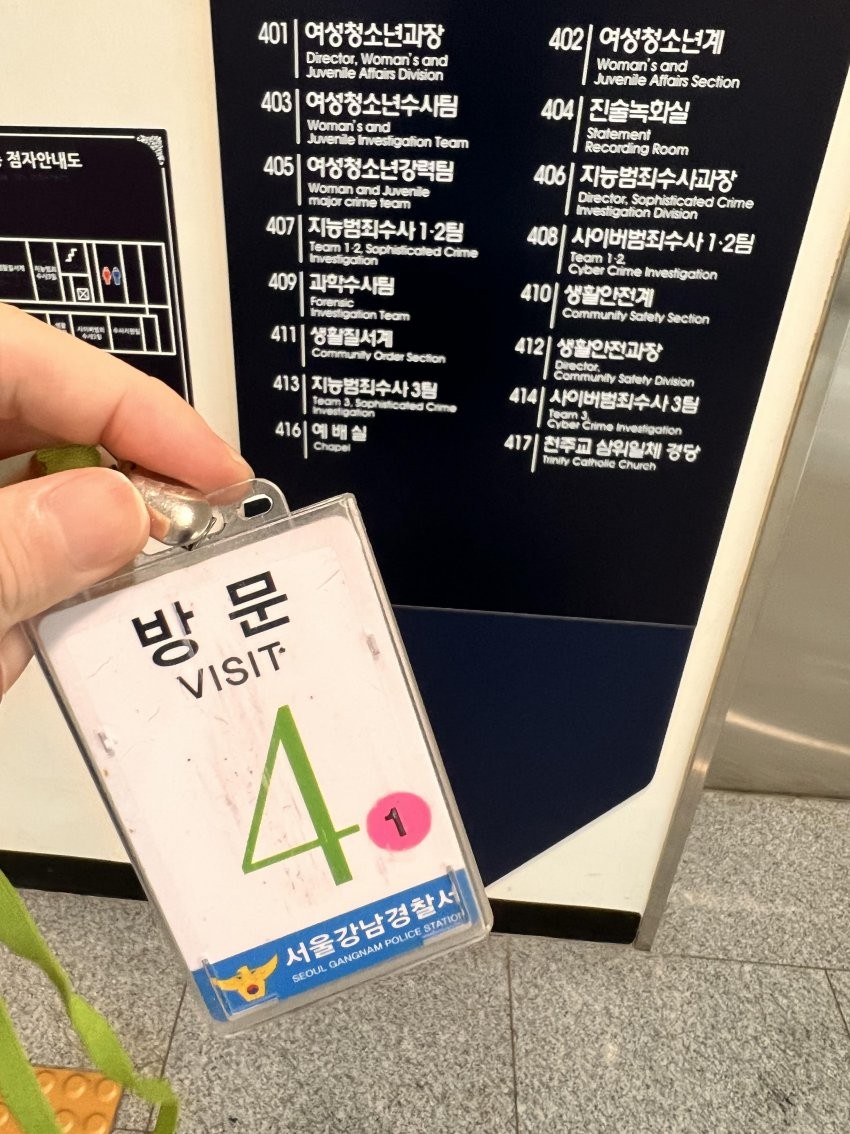 점자안내도
401 여성청소년과장
Director, Woman's and
Juvenile Affairs Division
402 여성청소년계
Woman's and
Juvenile Affairs Section
403 여성청소년수사팀
Woman's and
Juvenile Investigation Team
404 진술녹화실
Statement
Recording Room
405 여성청소년강력팀
Woman and Juvenile
major crime team
406 지능범죄수사과장
Director, Sophisticated Crime
Investigation Division
407 지능범죄수사 1·2팀
Team 1·2, Sophisticated Crime
Investigation
408 사이버범죄수사 1·2팀
Team 1·2,
Cyber Crime Investigation
409 과학수사팀
Forensic
Investigation Team
410 생활안전계
Community Safety Section
411 생활질서계
Community Order Section
412 생활안전과장
Director,
Community Safety Division
413 지능범죄수사 3팀
Team 3, Sophisticated Crime
Investigation
414 사이버범죄수사 3팀
Team 3,
Cyber Crime Investigation
416 예배실
Chapel
417 천주교 삼위일체 경당
Trinity Catholic Church
방문
VISIT
4
1
서울강남경찰서
SEOUL GANGNAM POLICE STATION